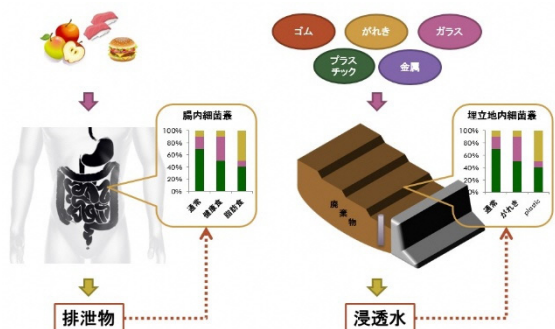 ゴム
がれき
ガラス
プラス
チック
金属
腸内細菌叢
100%
80%
60%
40%
20%
0%
通常
健康食
脂肪食
埋立地内細菌叢
100%
80%
60%
40%
20%
0%
通常
がれき
plastic
廃棄物
排泄物
浸透水